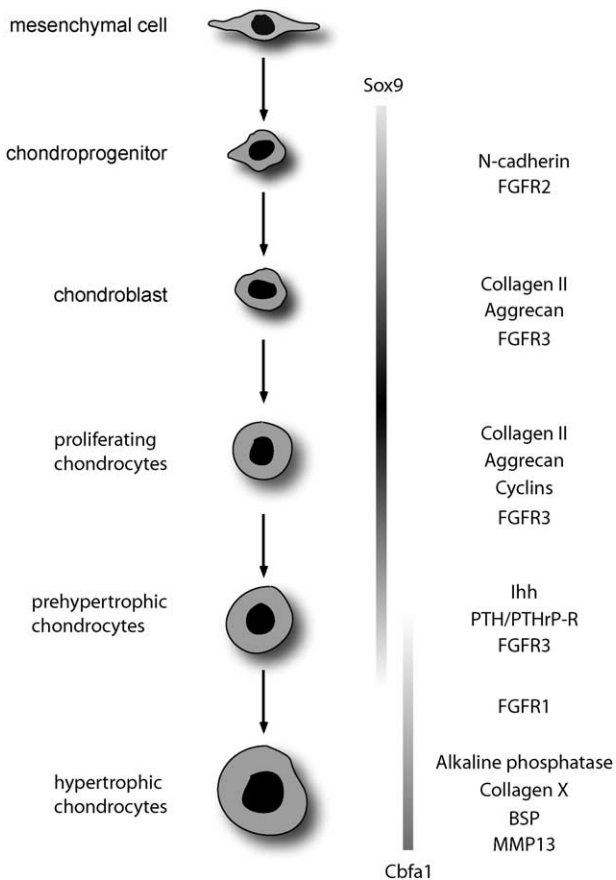 mesenchymal cell
Sox9
chondroprogenitor
N-cadherin
FGFR2
chondroblast
Collagen II
Aggrecan
FGFR3
proliferating
chondrocytes
Collagen II
Aggrecan
Cyclins
FGFR3
prehypertrophic
chondrocytes
Ihh
PTH/PTHrP-R
FGFR3
FGFR1
hypertrophic
chondrocytes
Alkaline phosphatase
Collagen X
BSP
MMP13
Cbfa1